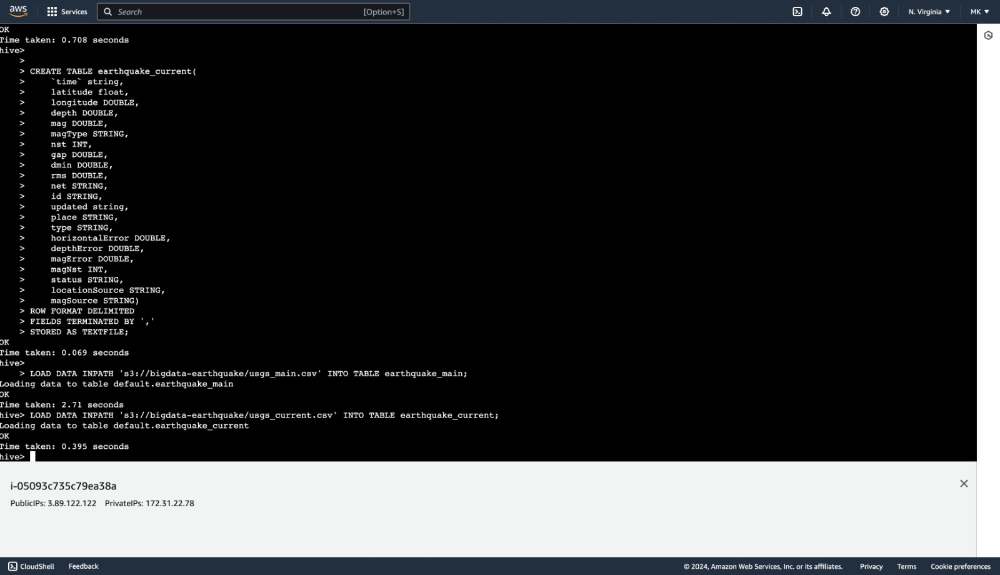 aws Services Search [Option+S] N. Virginia ▼ MK ▼
OK
Time taken: 0.708 seconds
hive>
    >
    > CREATE TABLE earthquake_current(
    >     `time` string,
    >     latitude float,
    >     longitude DOUBLE,
    >     depth DOUBLE,
    >     mag DOUBLE,
    >     magType STRING,
    >     nst INT,
    >     gap DOUBLE,
    >     dmin DOUBLE,
    >     rms DOUBLE,
    >     net STRING,
    >     id STRING,
    >     updated string,
    >     place STRING,
    >     type STRING,
    >     horizontalError DOUBLE,
    >     depthError DOUBLE,
    >     magError DOUBLE,
    >     magNst INT,
    >     status STRING,
    >     locationSource STRING,
    >     magSource STRING)
    > ROW FORMAT DELIMITED
    > FIELDS TERMINATED BY ','
    > STORED AS TEXTFILE;
OK
Time taken: 0.069 seconds
hive>
    > LOAD DATA INPATH 's3://bigdata-earthquake/usgs_main.csv' INTO TABLE earthquake_main;
Loading data to table default.earthquake_main
OK
Time taken: 2.71 seconds
hive> LOAD DATA INPATH 's3://bigdata-earthquake/usgs_current.csv' INTO TABLE earthquake_current;
Loading data to table default.earthquake_current
OK
Time taken: 0.395 seconds
hive>
i-05093c735c79ea38a
PublicIPs: 3.89.122.122 PrivateIPs: 172.31.22.78
CloudShell Feedback © 2024, Amazon Web Services, Inc. or its affiliates. Privacy Terms Cookie preferences